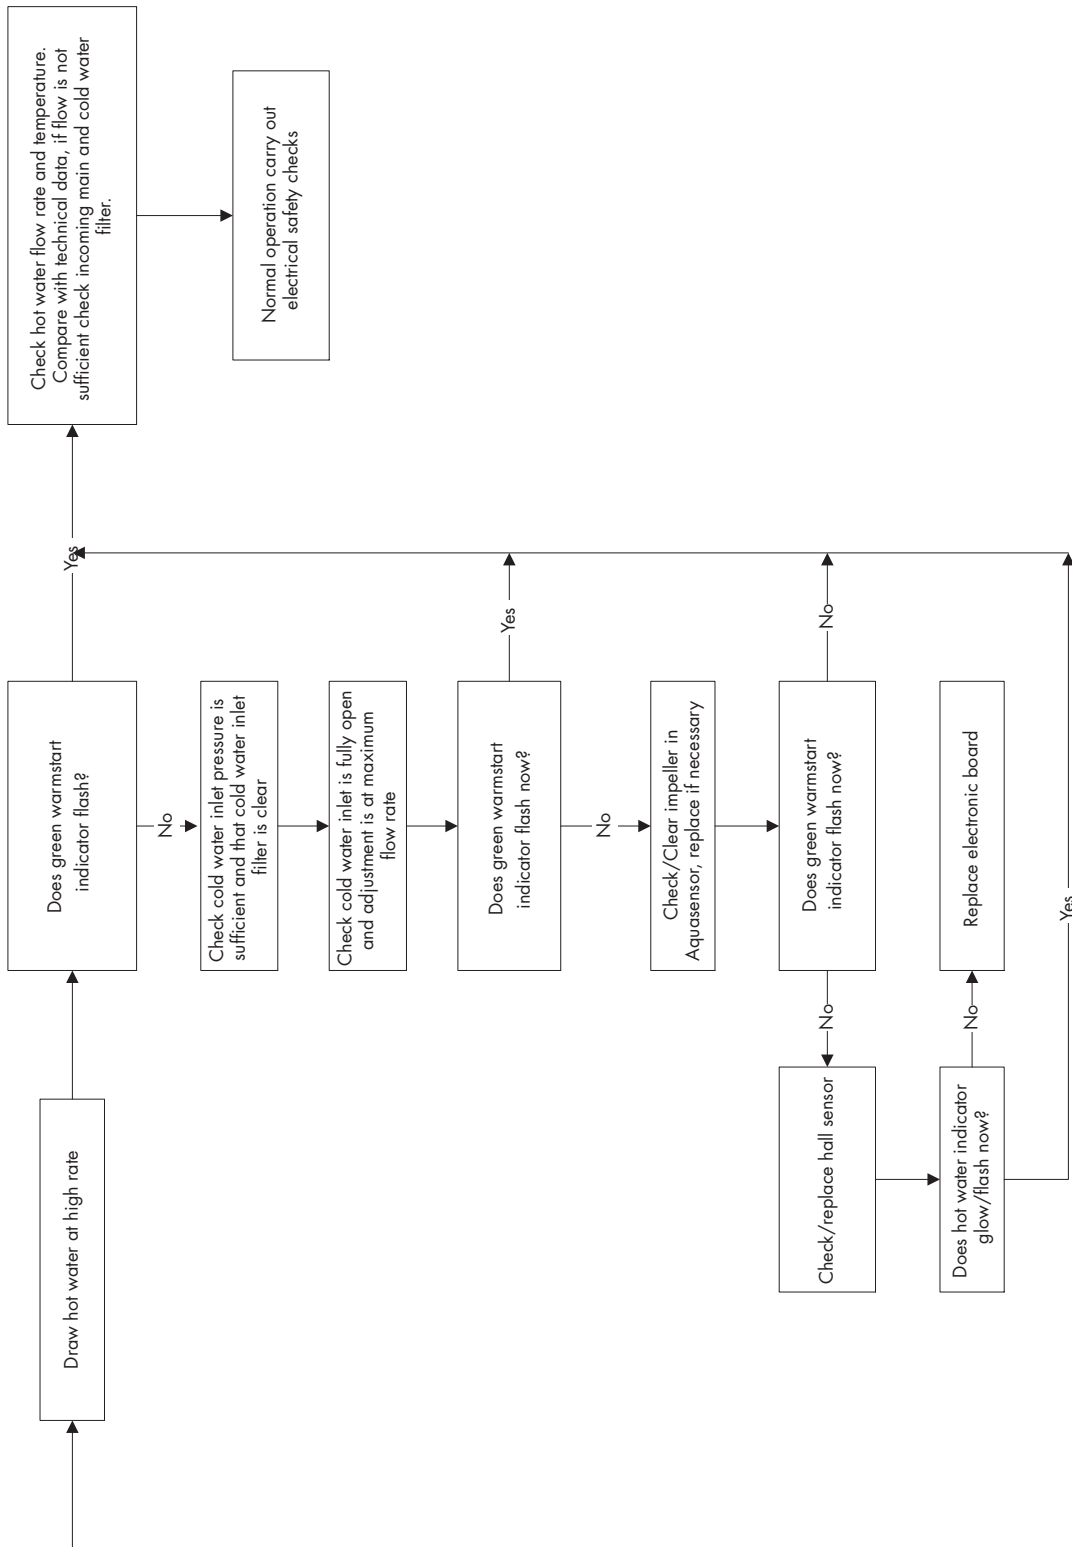 Draw hot water at high rate
Does green warmstart
indicator flash?
Yes
Check hot water flow rate and temperature.
Compare with technical data, if flow is not
sufficient check incoming main and cold water
filter.
Normal operation carry out
electrical safety checks
No
Check cold water inlet pressure is
sufficient and that cold water inlet
filter is clear
Check cold water inlet is fully open
and adjustment is at maximum
flow rate
Does green warmstart
indicator flash now?
Yes
No
Check/Clear impeller in
Aquasensor, replace if necessary
Does green warmstart
indicator flash now?
No
No
Check/replace hall sensor
Does hot water indicator
glow/flash now?
No
Replace electronic board
Yes